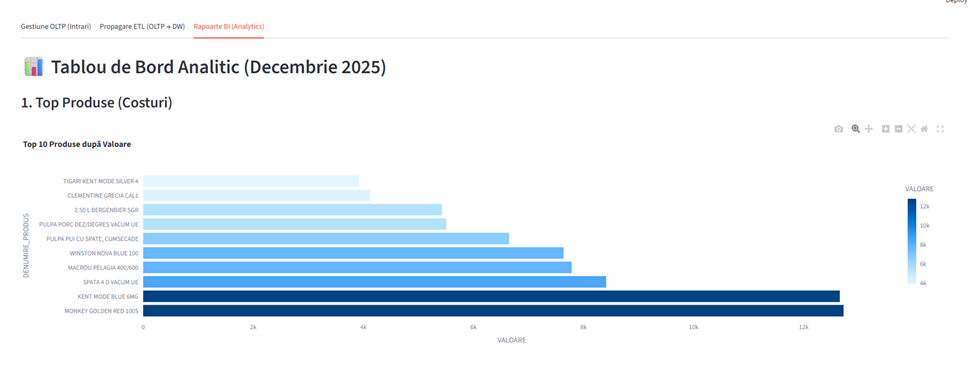 Deploy
Gestiune OLTP (Intrari) Propagare ETL (OLTP → DW) Rapoarte BI (Analytics)
Tablou de Bord Analitic (Decembrie 2025)
1. Top Produse (Costuri)
Top 10 Produse după Valoare
DENUMIRE_PRODUS
TIGARI KENT MODE SILVER 4
CLEMENTINE GRECIA CAL1
2.50 L BERGENBIER SGR
PULPA PORC DEZ/DEGRES VACUM UE
PULPA PUI CU SPATE, CUMSECADE
WINSTON NOVA BLUE 100
MACROU PELAGIA 400/600
SPATA 4 D VACUM UE
KENT MODE BLUE 6MG
MONKEY GOLDEN RED 100S
0 2k 4k 6k 8k 10k 12k
VALOARE
VALOARE
12k
10k
8k
6k
4k